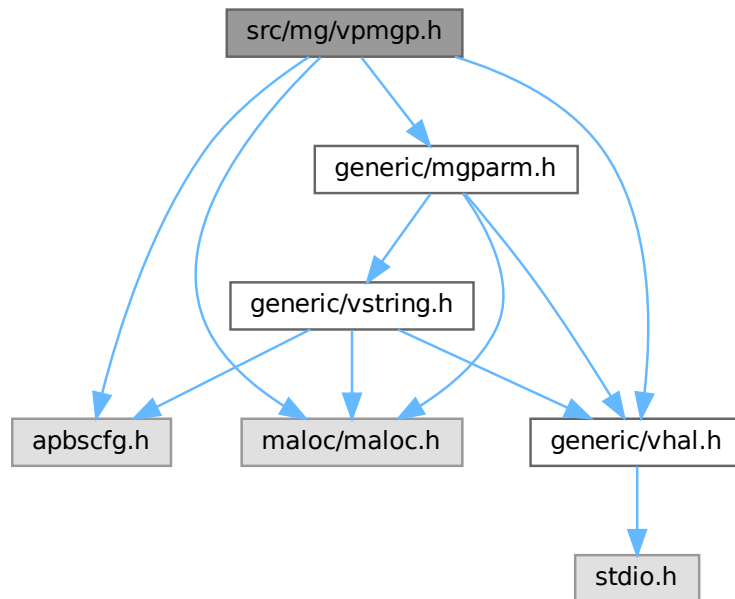 src/mg/vpmgp.h
generic/mgparm.h
generic/vstring.h
apbscfg.h
maloc/maloc.h
generic/vhal.h
stdio.h